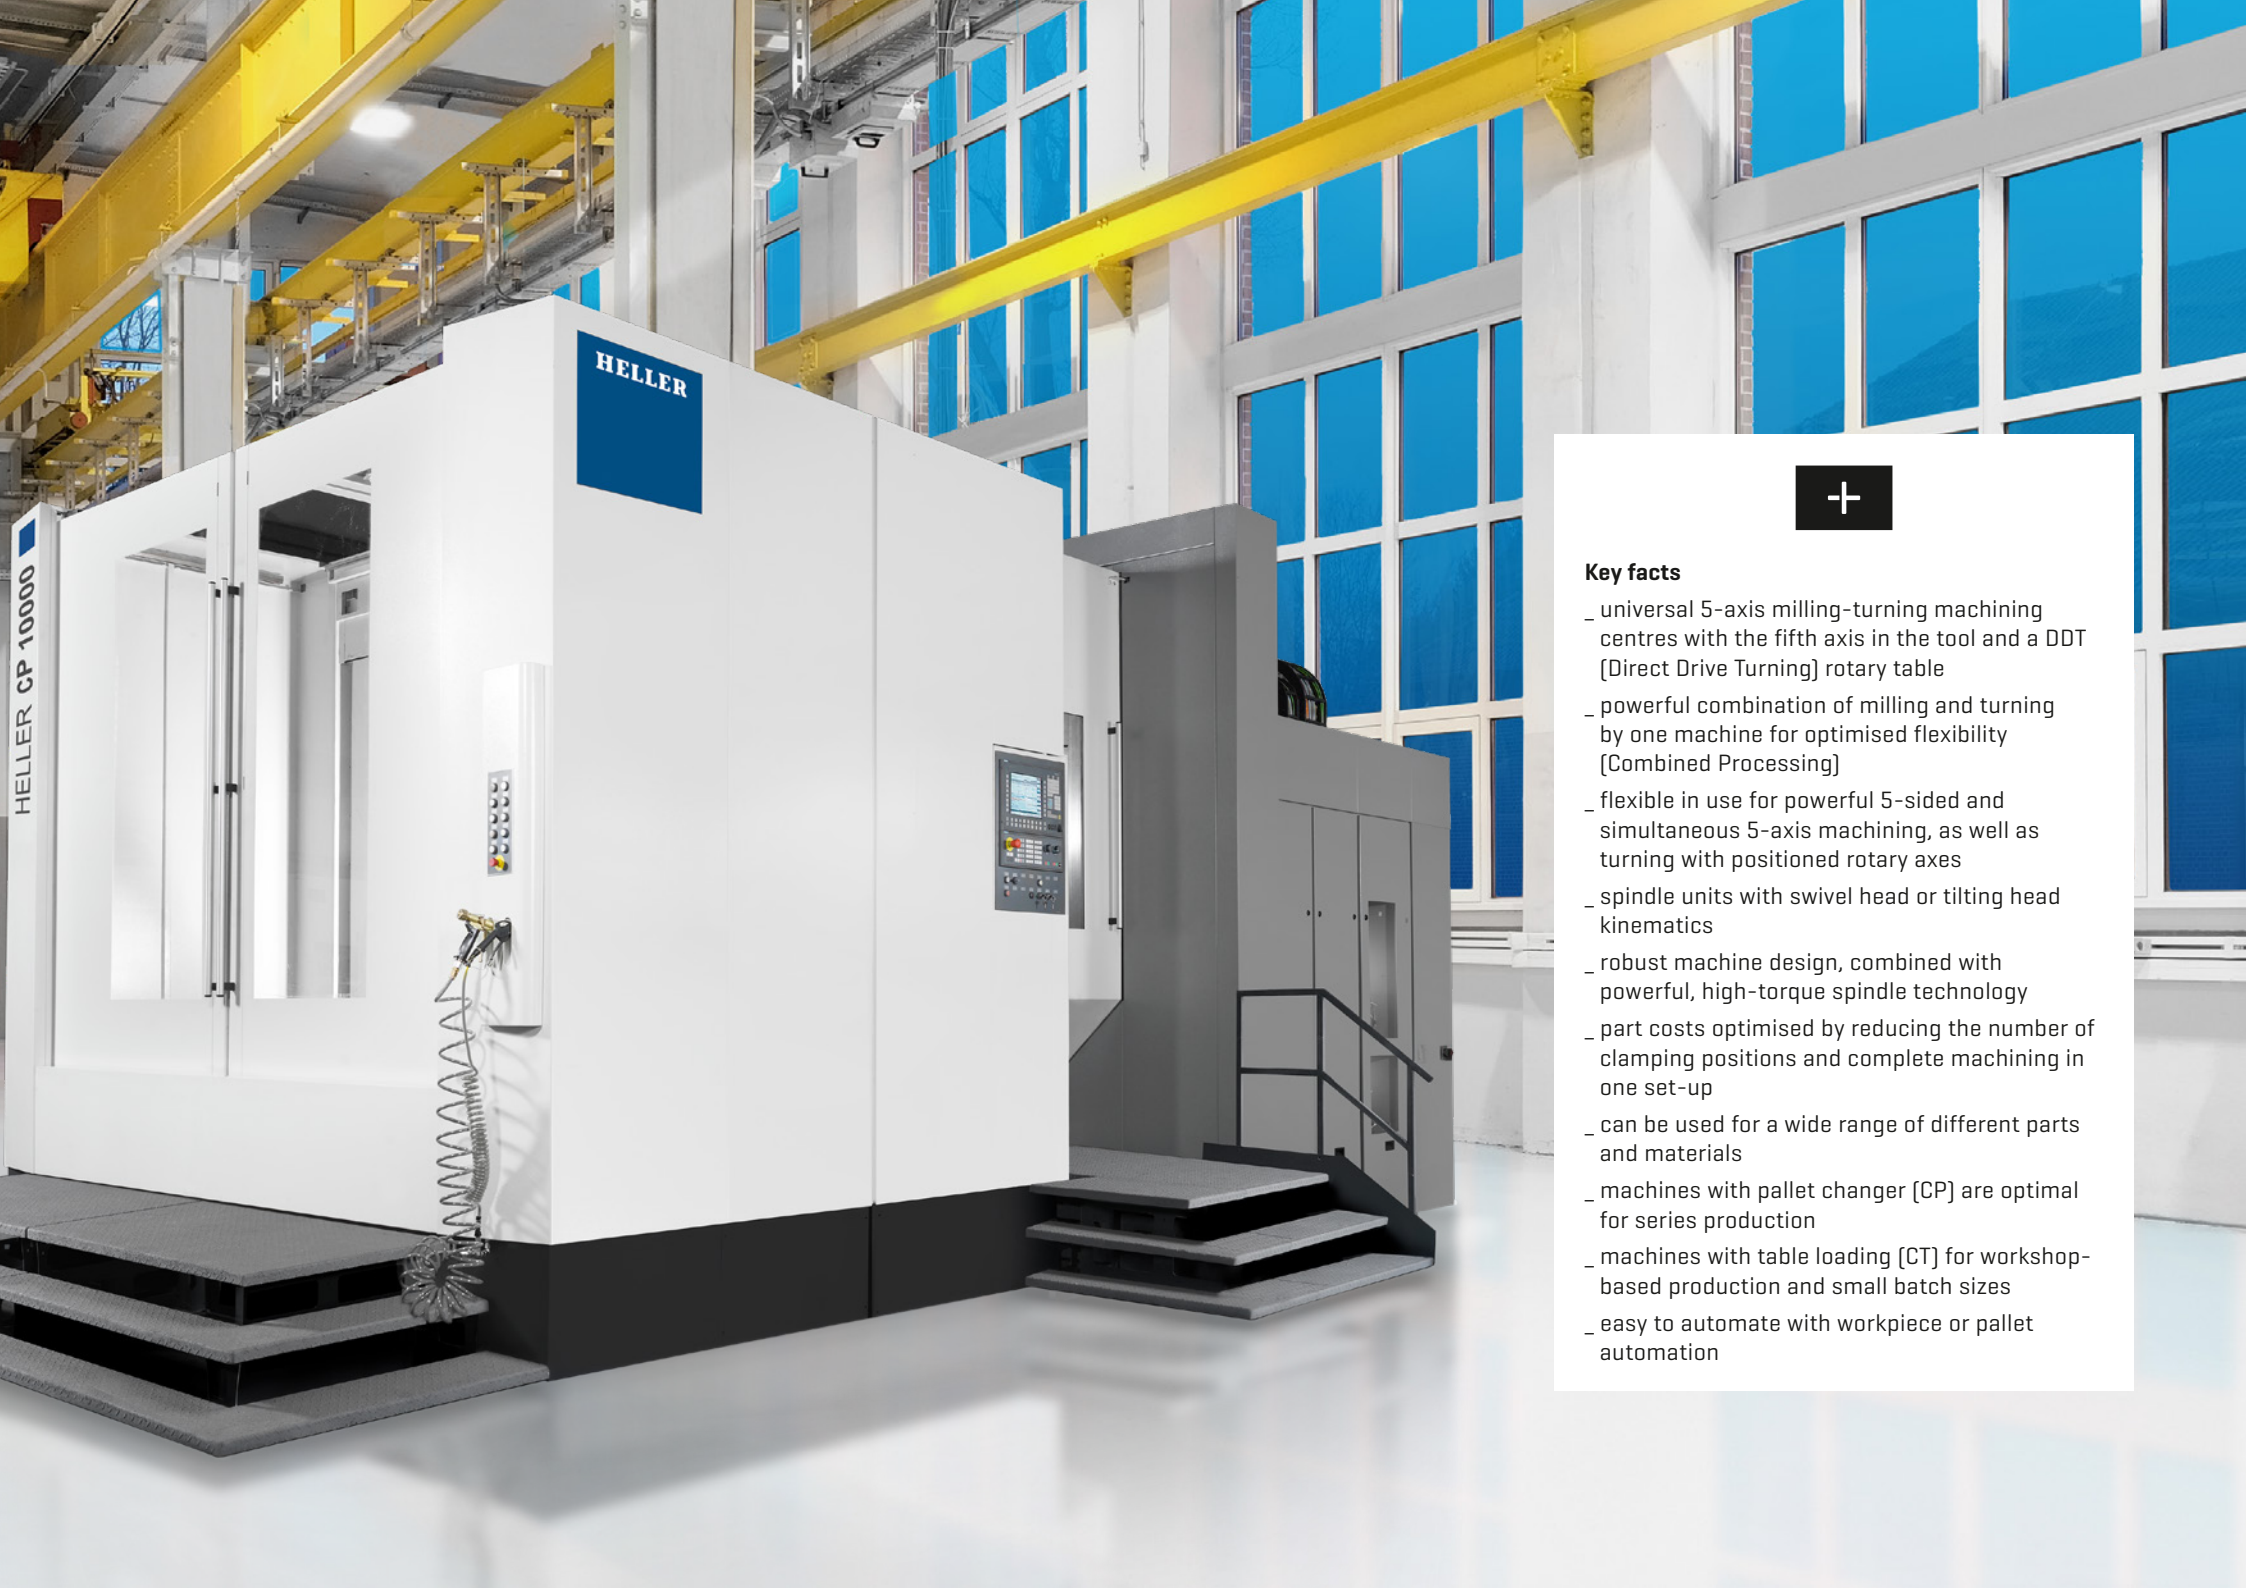 HELLER
HELLER CP 10000
+
Key facts
_ universal 5-axis milling-turning machining
centres with the fifth axis in the tool and a DDT
(Direct Drive Turning) rotary table
_ powerful combination of milling and turning
by one machine for optimised flexibility
(Combined Processing)
_ flexible in use for powerful 5-sided and
simultaneous 5-axis machining, as well as
turning with positioned rotary axes
_ spindle units with swivel head or tilting head
kinematics
_ robust machine design, combined with
powerful, high-torque spindle technology
_ part costs optimised by reducing the number of
clamping positions and complete machining in
one set-up
_ can be used for a wide range of different parts
and materials
_ machines with pallet changer (CP) are optimal
for series production
_ machines with table loading (CT) for workshop-
based production and small batch sizes
_ easy to automate with workpiece or pallet
automation